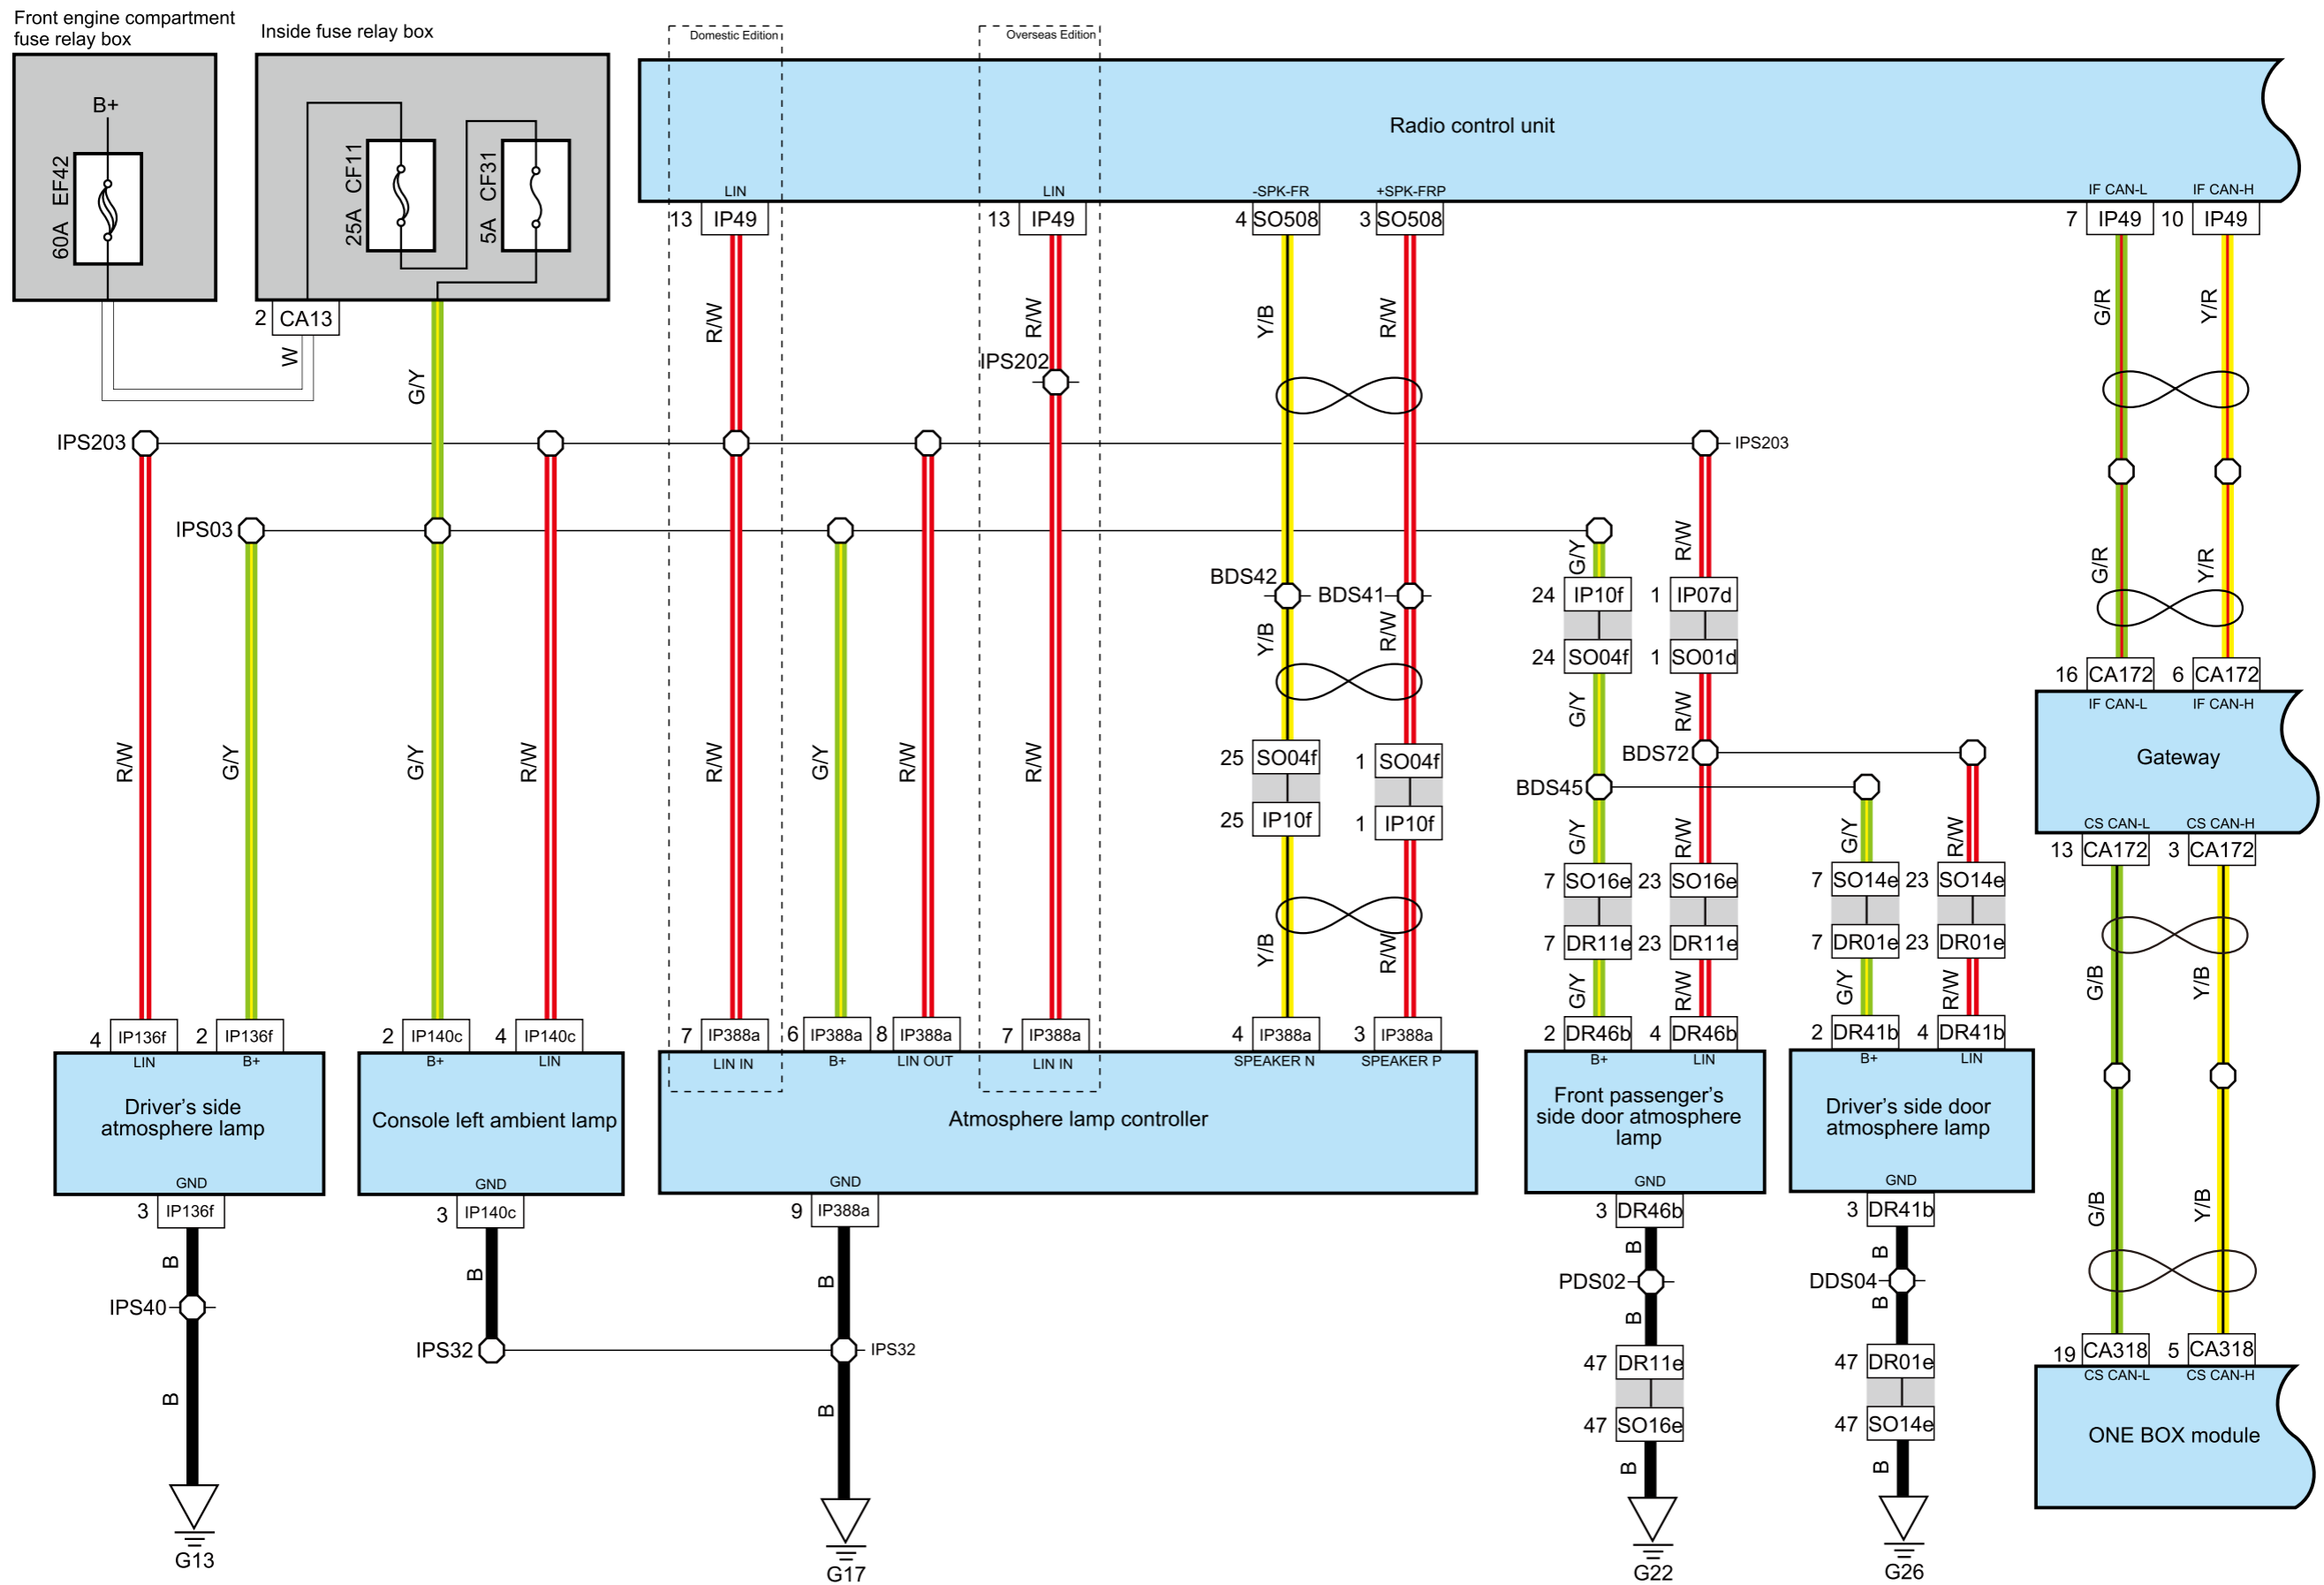 Front engine compartment
fuse relay box
Inside fuse relay box
Domestic Edition
Overseas Edition
B+
60A EF42
25A CF11
5A CF31
Radio control unit
LIN
LIN
-SPK-FR
+SPK-FRP
IF CAN-L
IF CAN-H
13 IP49
13 IP49
4 SO508
3 SO508
7 IP49
10 IP49
2 CA13
W
G/Y
R/W
R/W
Y/B
R/W
G/R
Y/R
IPS202
IPS203
IPS203
IPS03
G/Y
R/W
G/R
Y/R
BDS42
BDS41
24 IP10f
1 IP07d
Y/B
R/W
24 SO04f
1 SO01d
16 CA172
6 CA172
IF CAN-L
IF CAN-H
G/Y
R/W
R/W
G/Y
G/Y
R/W
R/W
G/Y
R/W
R/W
25 SO04f
1 SO04f
BDS72
BDS45
Gateway
25 IP10f
1 IP10f
G/Y
R/W
G/Y
R/W
CS CAN-L
CS CAN-H
13 CA172
3 CA172
7 SO16e
23 SO16e
7 SO14e
23 SO14e
7 DR11e
23 DR11e
7 DR01e
23 DR01e
Y/B
R/W
G/Y
R/W
G/Y
R/W
G/B
Y/B
4 IP136f
2 IP136f
2 IP140c
4 IP140c
7 IP388a
6 IP388a
8 IP388a
7 IP388a
4 IP388a
3 IP388a
2 DR46b
4 DR46b
2 DR41b
4 DR41b
LIN
B+
B+
LIN
LIN IN
B+
LIN OUT
LIN IN
SPEAKER N
SPEAKER P
B+
LIN
B+
LIN
Driver's side
atmosphere lamp
Console left ambient lamp
Atmosphere lamp controller
Front passenger's
side door atmosphere
lamp
Driver's side door
atmosphere lamp
GND
GND
GND
GND
GND
3 IP136f
3 IP140c
9 IP388a
3 DR46b
3 DR41b
G/B
Y/B
B
B
B
B
B
IPS40
PDS02
DDS04
B
B
IPS32
IPS32
47 DR11e
47 DR01e
19 CA318
5 CA318
CS CAN-L
CS CAN-H
B
B
47 SO16e
47 SO14e
ONE BOX module
B
B
G13
G17
G22
G26